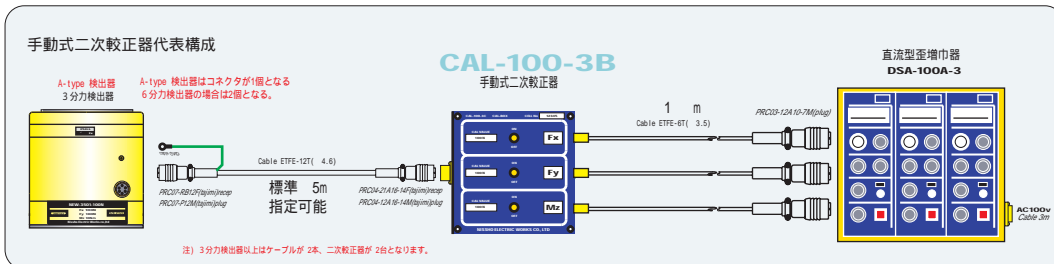 手動式二次較正器代表構成
A-type 検出器
3分力検出器
A-type 検出器はコネクタが1個となる
6分力検出器の場合は2個となる。
CAL-100-3B
手動式二次較正器
直流型歪増巾器
DSA-100A-3
1 m
Cable ETFE-6T( 3.5)
PRC03-12A10-7M(plug)
Cable ETFE-12T( 4.6)
標準 5m
指定可能
PRC07-RB12F(tajimi)recep
PRC07-P12M(tajimi)plug
PRC04-21A16-14F(tajimi)recep
PRC04-12A16-14M(tajimi)plug
Fx
Fy
Mz
NISSHO ELECTRIC WORKS CO., LTD
AC100v
Cable 3m
注) 3分力検出器以上はケーブルが 2本、二次較正器が 2台となります。